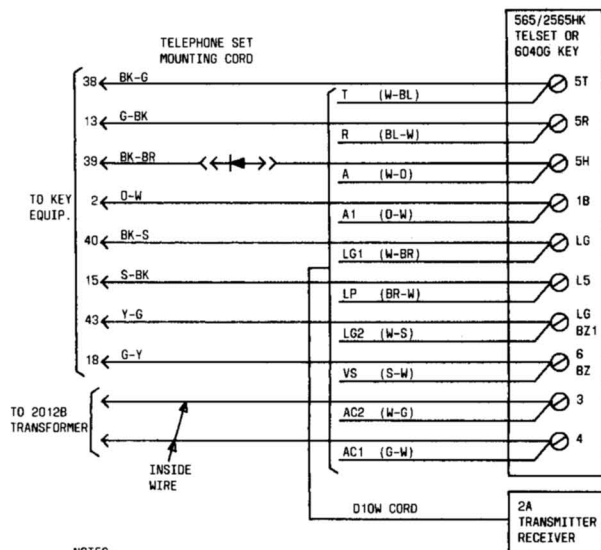 565/2565HK
TELSET OR
6040G KEY
TELEPHONE SET
MOUNTING CORD
38 BK-G
T (W-BL)
5T
13 G-BK
R (BL-W)
5R
39 BK-BR
A (W-O)
5H
TO KEY
EQUIP.
2 O-W
A1 (O-W)
1B
40 BK-S
LG1 (W-BR)
LG
15 S-BK
LP (BR-W)
L5
43 Y-G
LG2 (W-S)
LG
BZ1
18 G-Y
VS (S-W)
6
BZ
TO 2012B
TRANSFORMER
AC2 (W-G)
3
AC1 (G-W)
4
INSIDE
WIRE
D10W CORD
2A
TRANSMITTER
RECEIVER